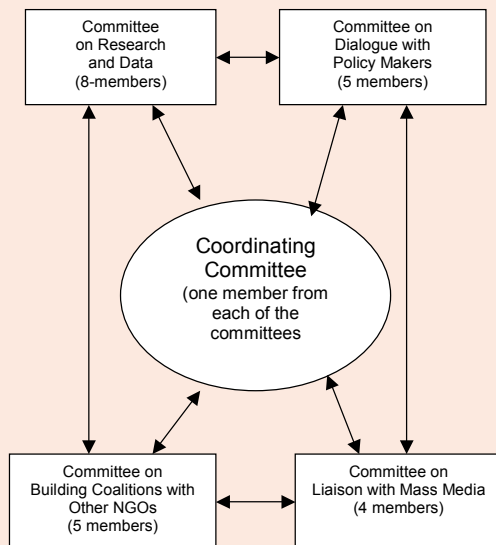 Committee
on Research
and Data
(8-members)
Committee on
Dialogue with
Policy Makers
(5 members)
Coordinating
Committee
(one member from
each of the
committees
Committee on
Building Coalitions with
Other NGOs
(5 members)
Committee on
Liaison with Mass Media
(4 members)